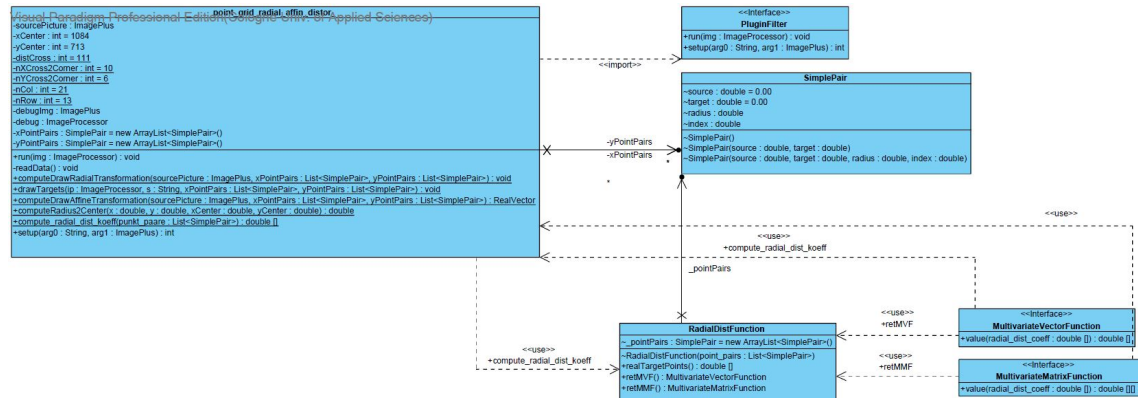 Visual Paradigm Professional Edition(Cologne Univ. of Applied Sciences)
point_grid_radial_affin_distor
-sourcePicture : ImagePlus
-xCenter : int = 1084
-yCenter : int = 713
-distCross : int = 111
-nXCross2Corner : int = 10
-nYCross2Corner : int = 6
-nCol : int = 21
-nRow : int = 13
-debugImg : ImagePlus
-debug : ImageProcessor
-xPointPairs : SimplePair = new ArrayList<SimplePair>()
-yPointPairs : SimplePair = new ArrayList<SimplePair>()
+run(img : ImageProcessor) : void
-readData() : void
+computeDrawRadialTransformation(sourcePicture : ImagePlus, xPointPairs : List<SimplePair>, yPointPairs : List<SimplePair>) : void
+drawTargets(ip : ImageProcessor, s : String, xPointPairs : List<SimplePair>, yPointPairs : List<SimplePair>) : void
+computeDrawAffineTransformation(sourcePicture : ImagePlus, xPointPairs : List<SimplePair>, yPointPairs : List<SimplePair>) : RealVector
+computeRadius2Center(x : double, y : double, xCenter : double, yCenter : double) : double
+compute_radial_dist_koeff(punkt_paare : List<SimplePair>) : double []
+setup(arg0 : String, arg1 : ImagePlus) : int
<<import>>
<<Interface>>
PluginFilter
+run(img : ImageProcessor) : void
+setup(arg0 : String, arg1 : ImagePlus) : int
SimplePair
~source : double = 0.00
~target : double = 0.00
~radius : double
~index : double
~SimplePair()
~SimplePair(source : double, target : double)
~SimplePair(source : double, target : double, radius : double, index : double)
-yPointPairs
-xPointPairs
*
*
<<use>>
<<use>>
+compute_radial_dist_koeff
_pointPairs
<<use>>
+compute_radial_dist_koeff
RadialDistFunction
~_pointPairs : SimplePair = new ArrayList<SimplePair>()
~RadialDistFunction(point_pairs : List<SimplePair>)
+realTargetPoints() : double []
+retMVF() : MultivariateVectorFunction
+retMMF() : MultivariateMatrixFunction
<<use>>
+retMVF
<<use>>
+retMMF
<<Interface>>
MultivariateVectorFunction
+value(radial_dist_coeff : double []) : double []
<<Interface>>
MultivariateMatrixFunction
+value(radial_dist_coeff : double []) : double [][]